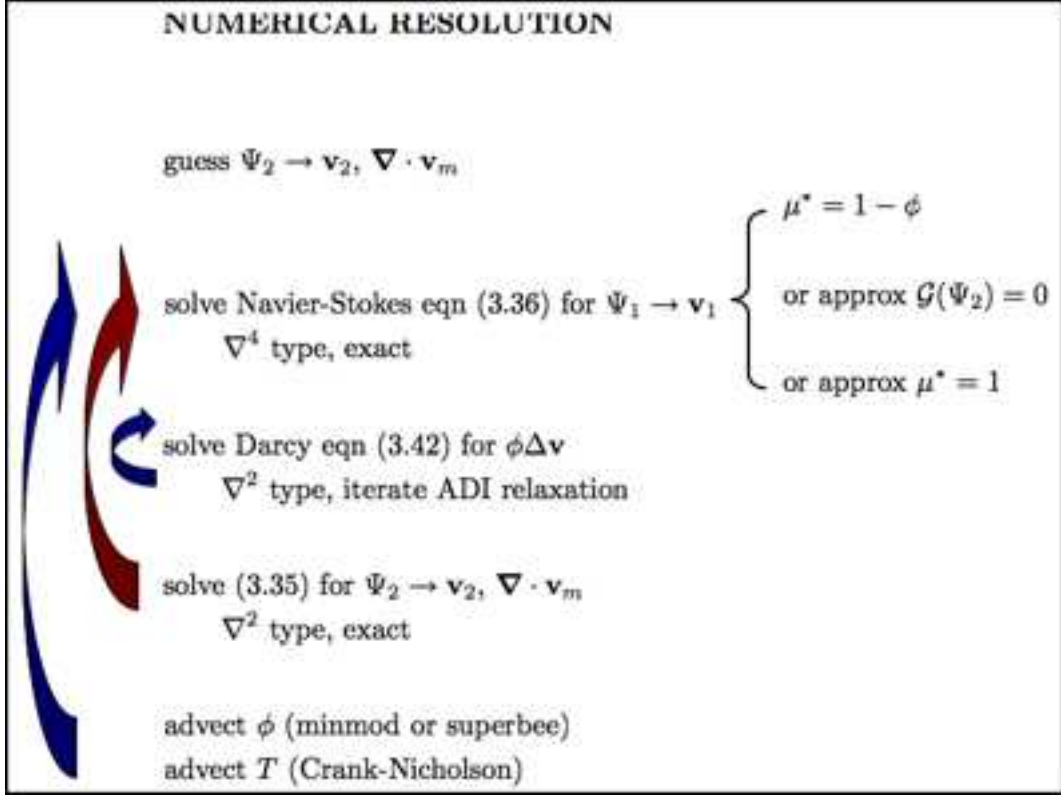 NUMERICAL RESOLUTION
guess Ψ₂ → v₂, ∇ · vₘ
μ* = 1 − ϕ
solve Navier-Stokes eqn (3.36) for Ψ₁ → v₁
or approx 𝒢(Ψ₂) = 0
∇⁴ type, exact
or approx μ* = 1
solve Darcy eqn (3.42) for ϕΔv
∇² type, iterate ADI relaxation
solve (3.35) for Ψ₂ → v₂, ∇ · vₘ
∇² type, exact
advect ϕ (minmod or superbee)
advect T (Crank-Nicholson)